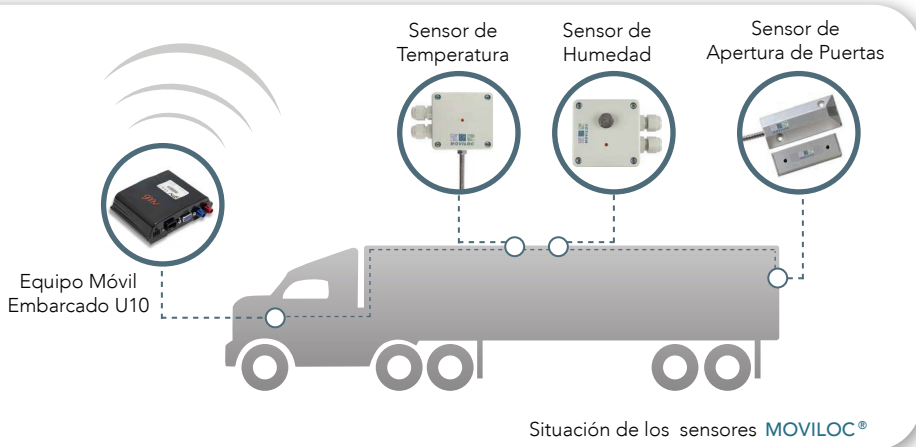 Sensor de
Temperatura
Sensor de
Humedad
Sensor de
Apertura de Puertas
MOVILOC
gmv
Equipo Móvil
Embarcado U10
Situación de los sensores MOVILOC®